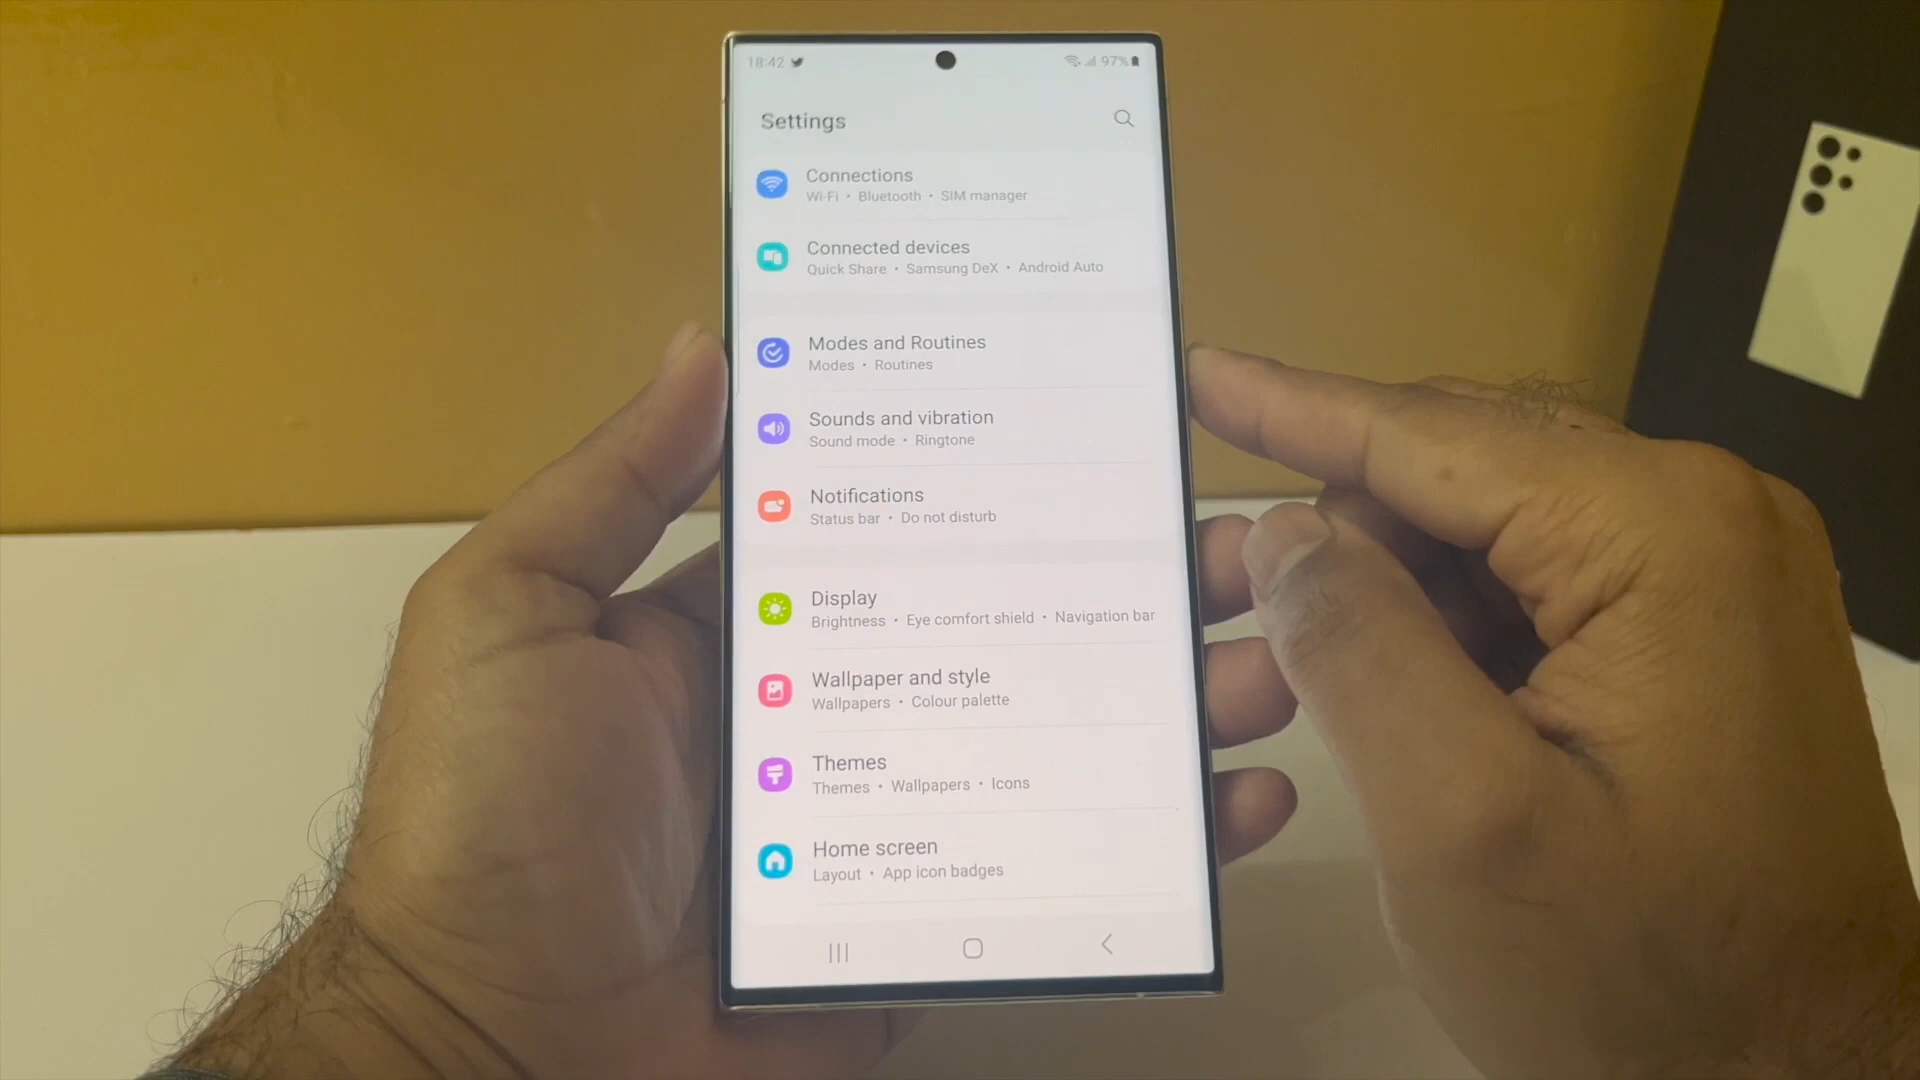 18:42 97%
Settings
Connections
Wi-Fi • Bluetooth • SIM manager
Connected devices
Quick Share • Samsung DeX • Android Auto
Modes and Routines
Modes • Routines
Sounds and vibration
Sound mode • Ringtone
Notifications
Status bar • Do not disturb
Display
Brightness • Eye comfort shield • Navigation bar
Wallpaper and style
Wallpapers • Colour palette
Themes
Themes • Wallpapers • Icons
Home screen
Layout • App icon badges